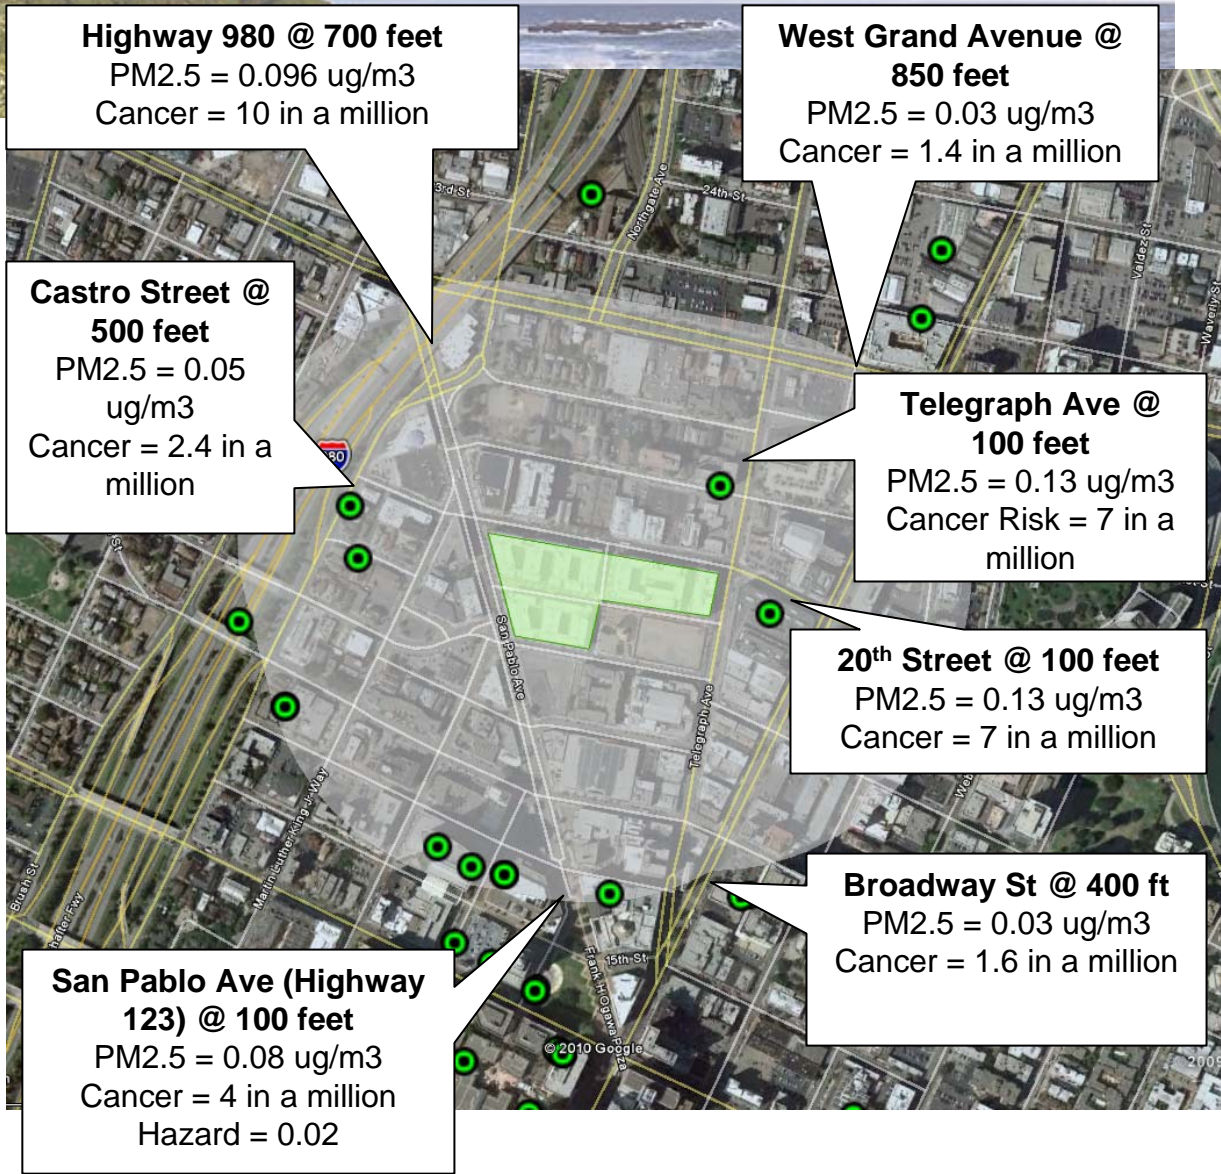 Highway 980 @ 700 feet
PM2.5 = 0.096 ug/m3
Cancer = 10 in a million
West Grand Avenue @
850 feet
PM2.5 = 0.03 ug/m3
Cancer = 1.4 in a million
24th St
Northgate Ave
Valdez St
Waverly St
Castro Street @
500 feet
PM2.5 = 0.05
ug/m3
Cancer = 2.4 in a
million
Telegraph Ave @
100 feet
PM2.5 = 0.13 ug/m3
Cancer Risk = 7 in a
million
San Pablo Ave
Telegraph Ave
20th Street @ 100 feet
PM2.5 = 0.13 ug/m3
Cancer = 7 in a million
Martin Luther King Jr Way
Brush St
Broadway St @ 400 ft
PM2.5 = 0.03 ug/m3
Cancer = 1.6 in a million
15th St
Frank H Ogawa Plaza
San Pablo Ave (Highway
123) @ 100 feet
PM2.5 = 0.08 ug/m3
Cancer = 4 in a million
Hazard = 0.02
© 2010 Google